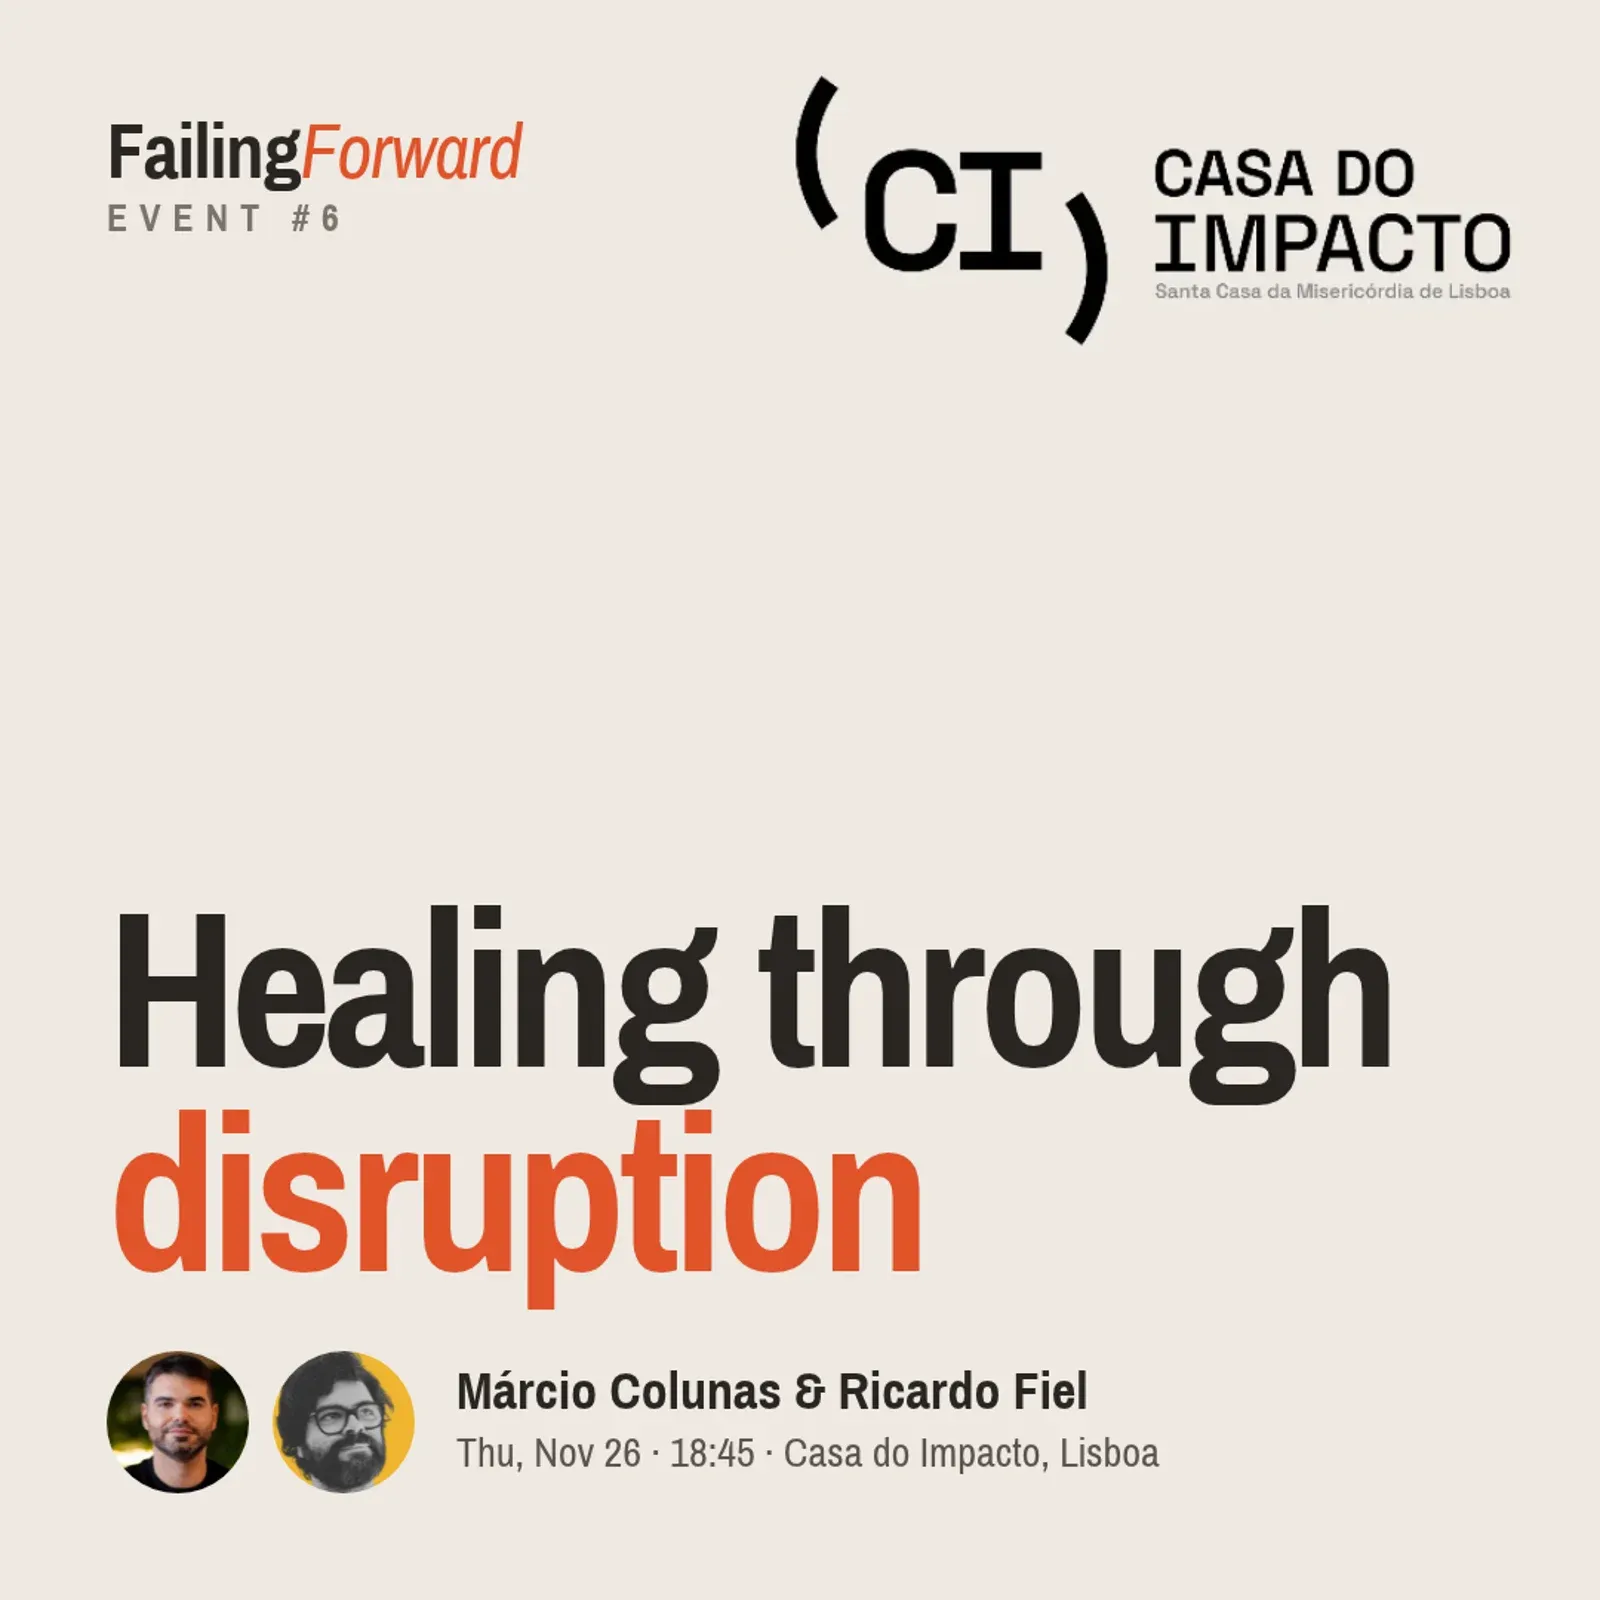 FailingForward
EVENT #6
(CI)
CASA DO
IMPACTO
Santa Casa da Misericórdia de Lisboa
Healing through
disruption
Márcio Colunas & Ricardo Fiel
Thu, Nov 26 · 18:45 · Casa do Impacto, Lisboa